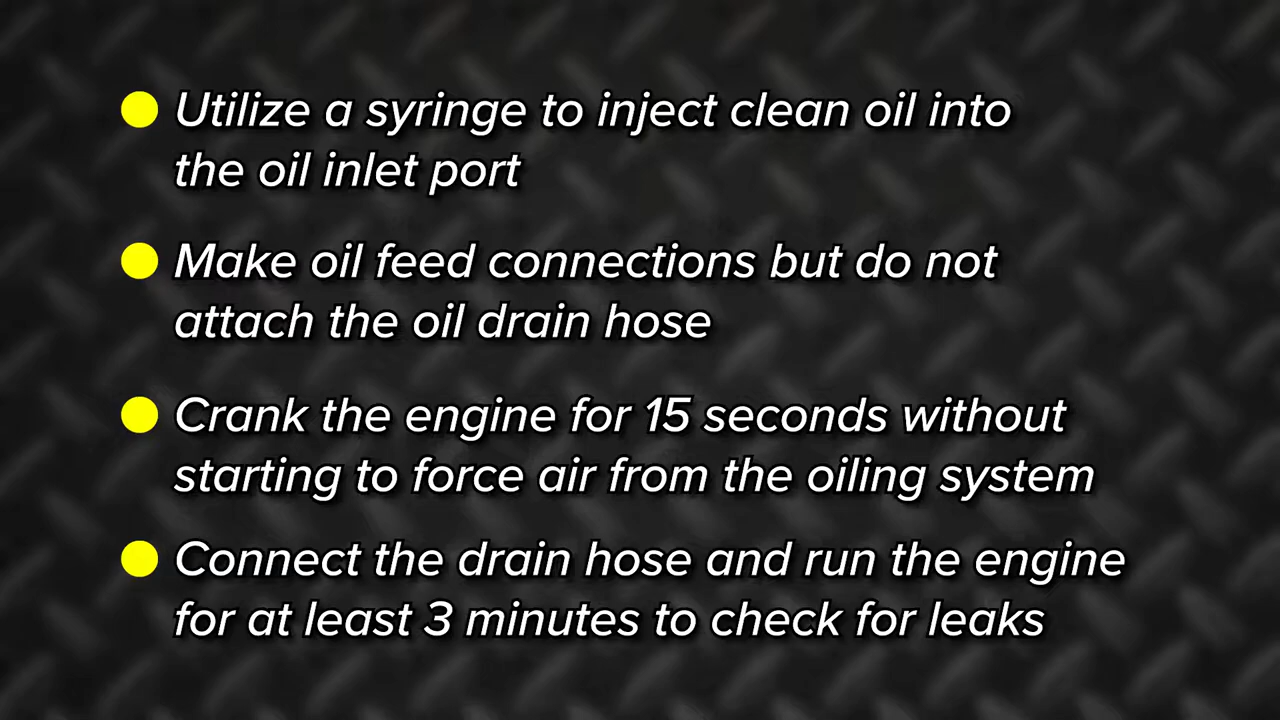 Utilize a syringe to inject clean oil into
the oil inlet port
Make oil feed connections but do not
attach the oil drain hose
Crank the engine for 15 seconds without
starting to force air from the oiling system
Connect the drain hose and run the engine
for at least 3 minutes to check for leaks